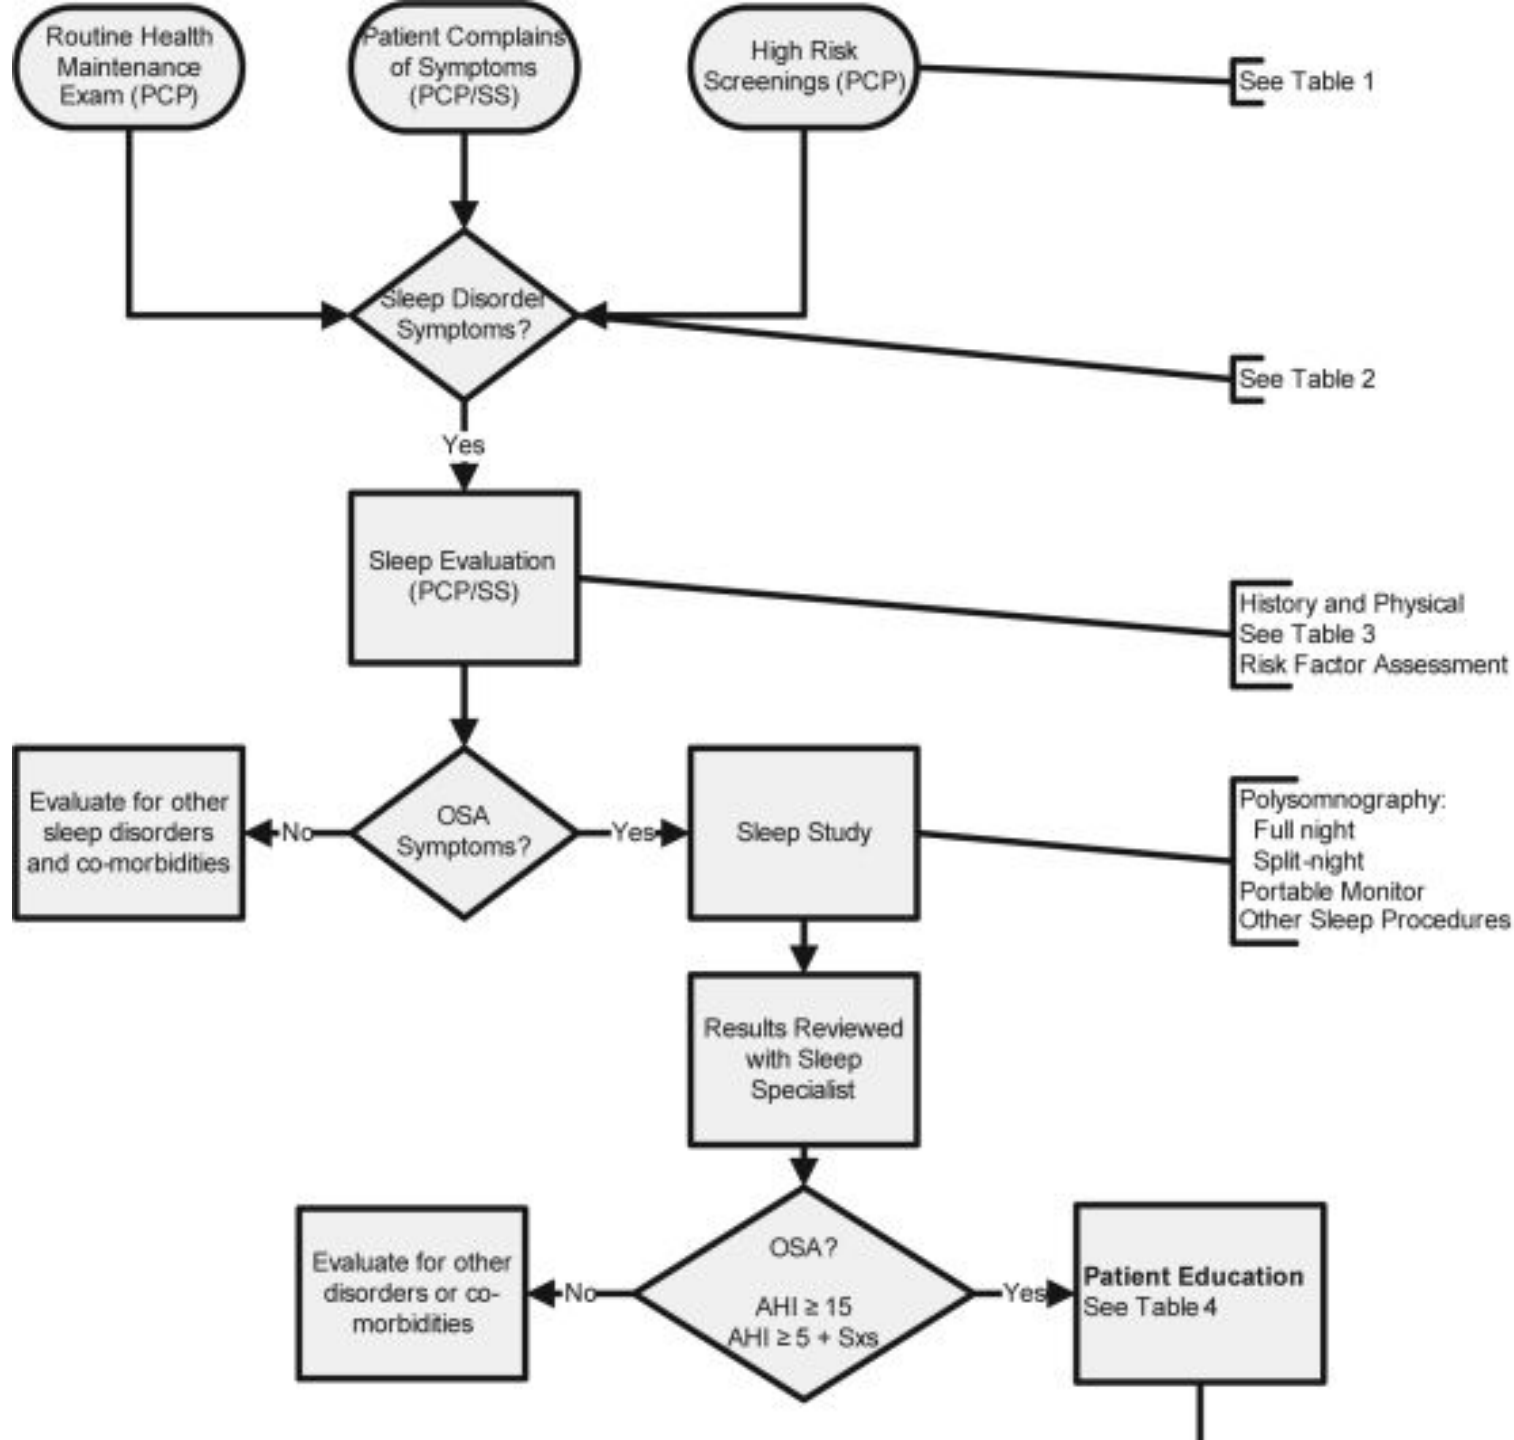 Routine Health
Maintenance
Exam (PCP)
Patient Complains
of Symptoms
(PCP/SS)
High Risk
Screenings (PCP)
See Table 1
Sleep Disorder
Symptoms?
See Table 2
Yes
Sleep Evaluation
(PCP/SS)
History and Physical
See Table 3
Risk Factor Assessment
Evaluate for other
sleep disorders
and co-morbidities
No
OSA
Symptoms?
Yes
Sleep Study
Polysomnography:
Full night
Split-night
Portable Monitor
Other Sleep Procedures
Results Reviewed
with Sleep
Specialist
Evaluate for other
disorders or co-
morbidities
No
OSA?
AHI ≥ 15
AHI ≥ 5 + Sxs
Yes
Patient Education
See Table 4